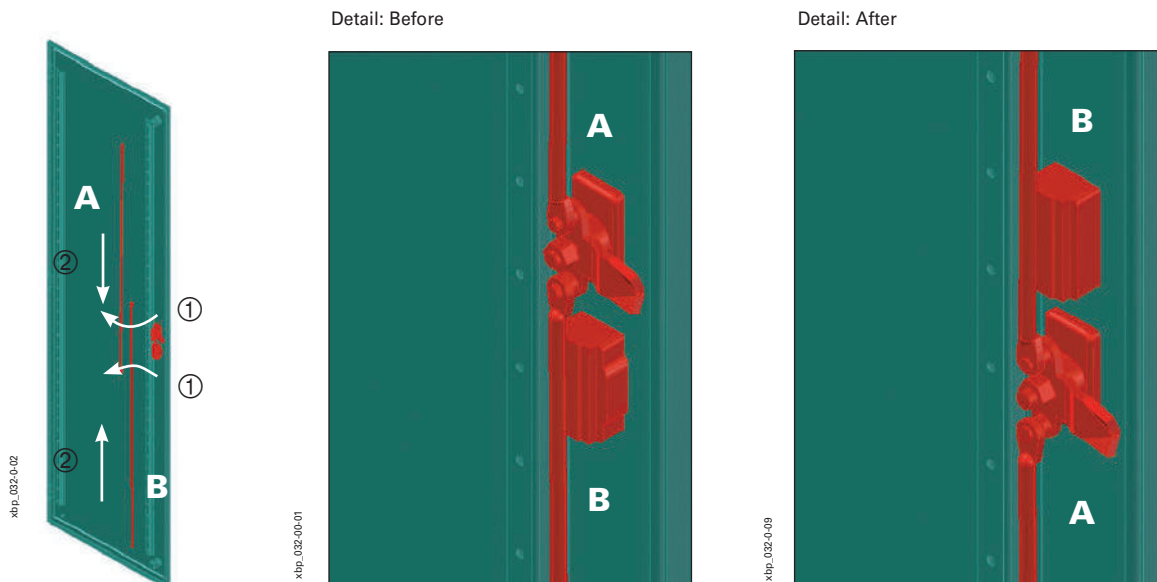 Detail: Before
Detail: After
A
②
①
①
②
B
xbp_032-0-02
A
B
xbp_032-00-01
B
A
xbp_032-0-09